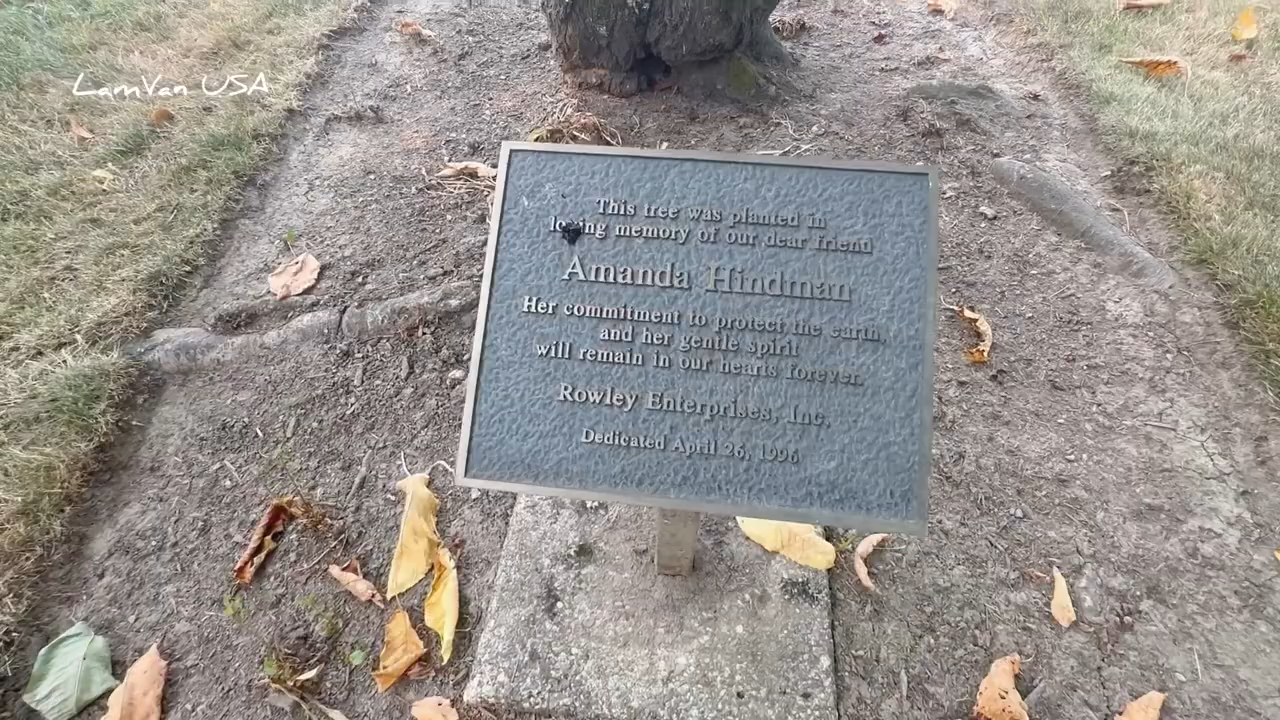 LamVan USA
This tree was planted in
loving memory of our dear friend
Amanda Hindman
Her commitment to protect the earth,
and her gentle spirit
will remain in our hearts forever.
Rowley Enterprises, Inc.
Dedicated April 26, 1996